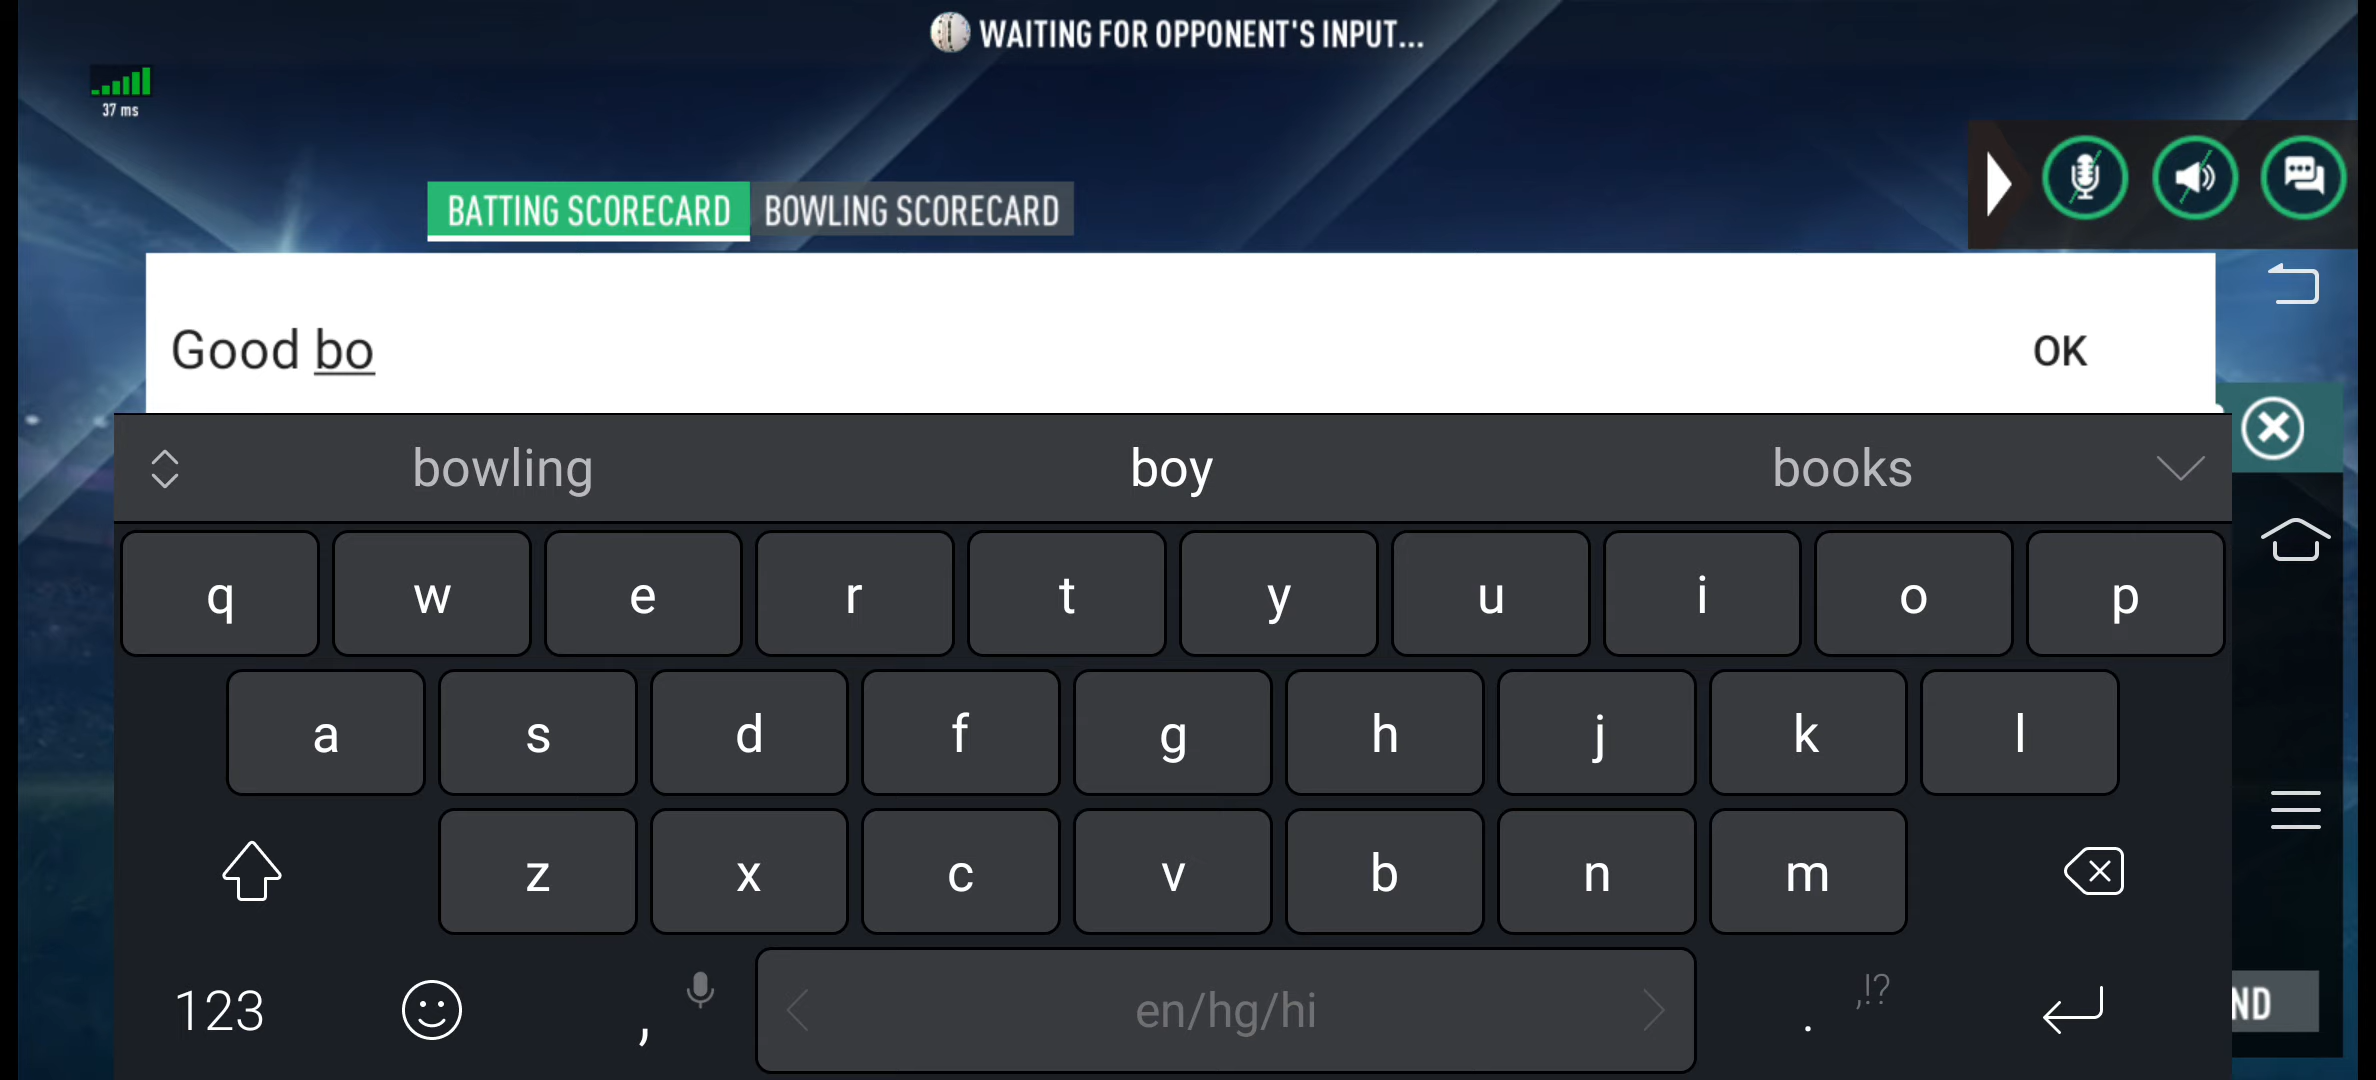 WAITING FOR OPPONENT'S INPUT...
37 ms
BATTING SCORECARD BOWLING SCORECARD
Good bo
OK
bowling boy books
q w e r t y u i o p
a s d f g h j k l
z x c v b n m
123 , en/hg/hi . ,!?
ND